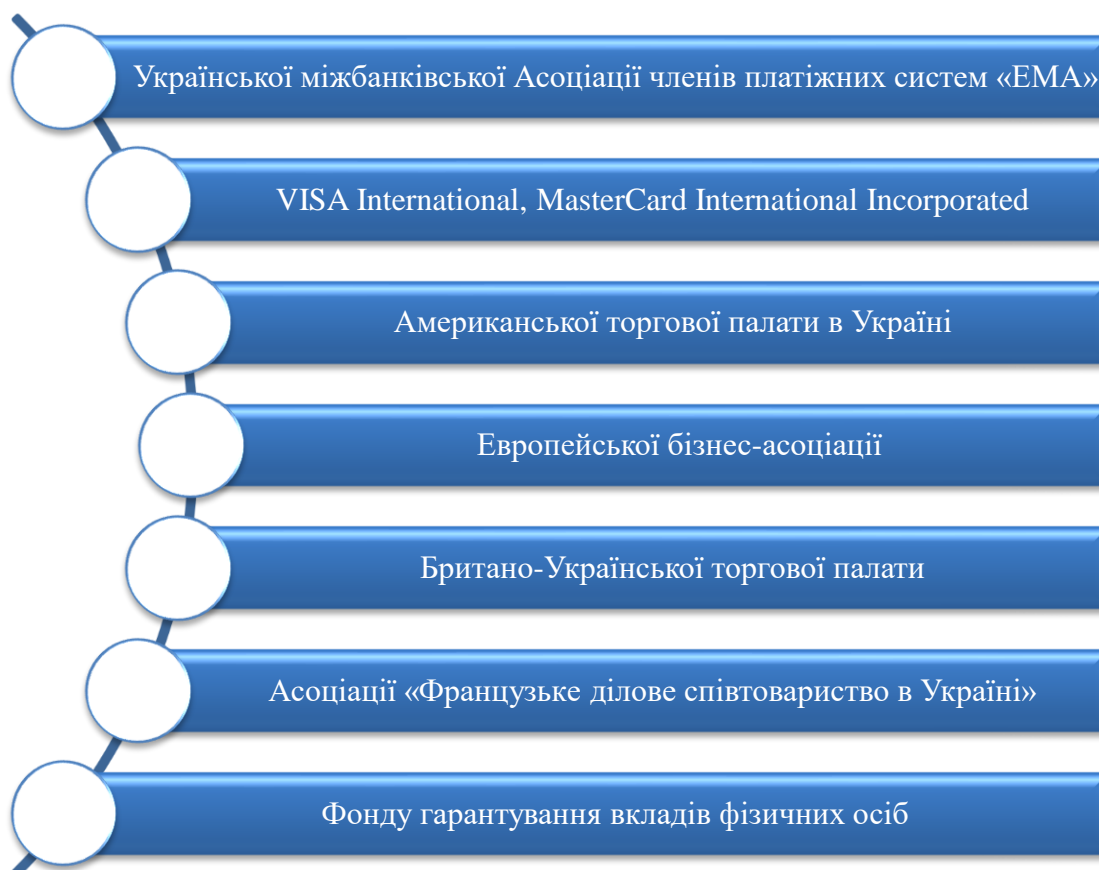 Української міжбанківської Асоціації членів платіжних систем «ЕМА»
VISA International, MasterCard International Incorporated
Американської торгової палати в Україні
Европейської бізнес-асоціації
Британо-Української торгової палати
Асоціації «Французьке ділове співтовариство в Україні»
Фонду гарантування вкладів фізичних осіб